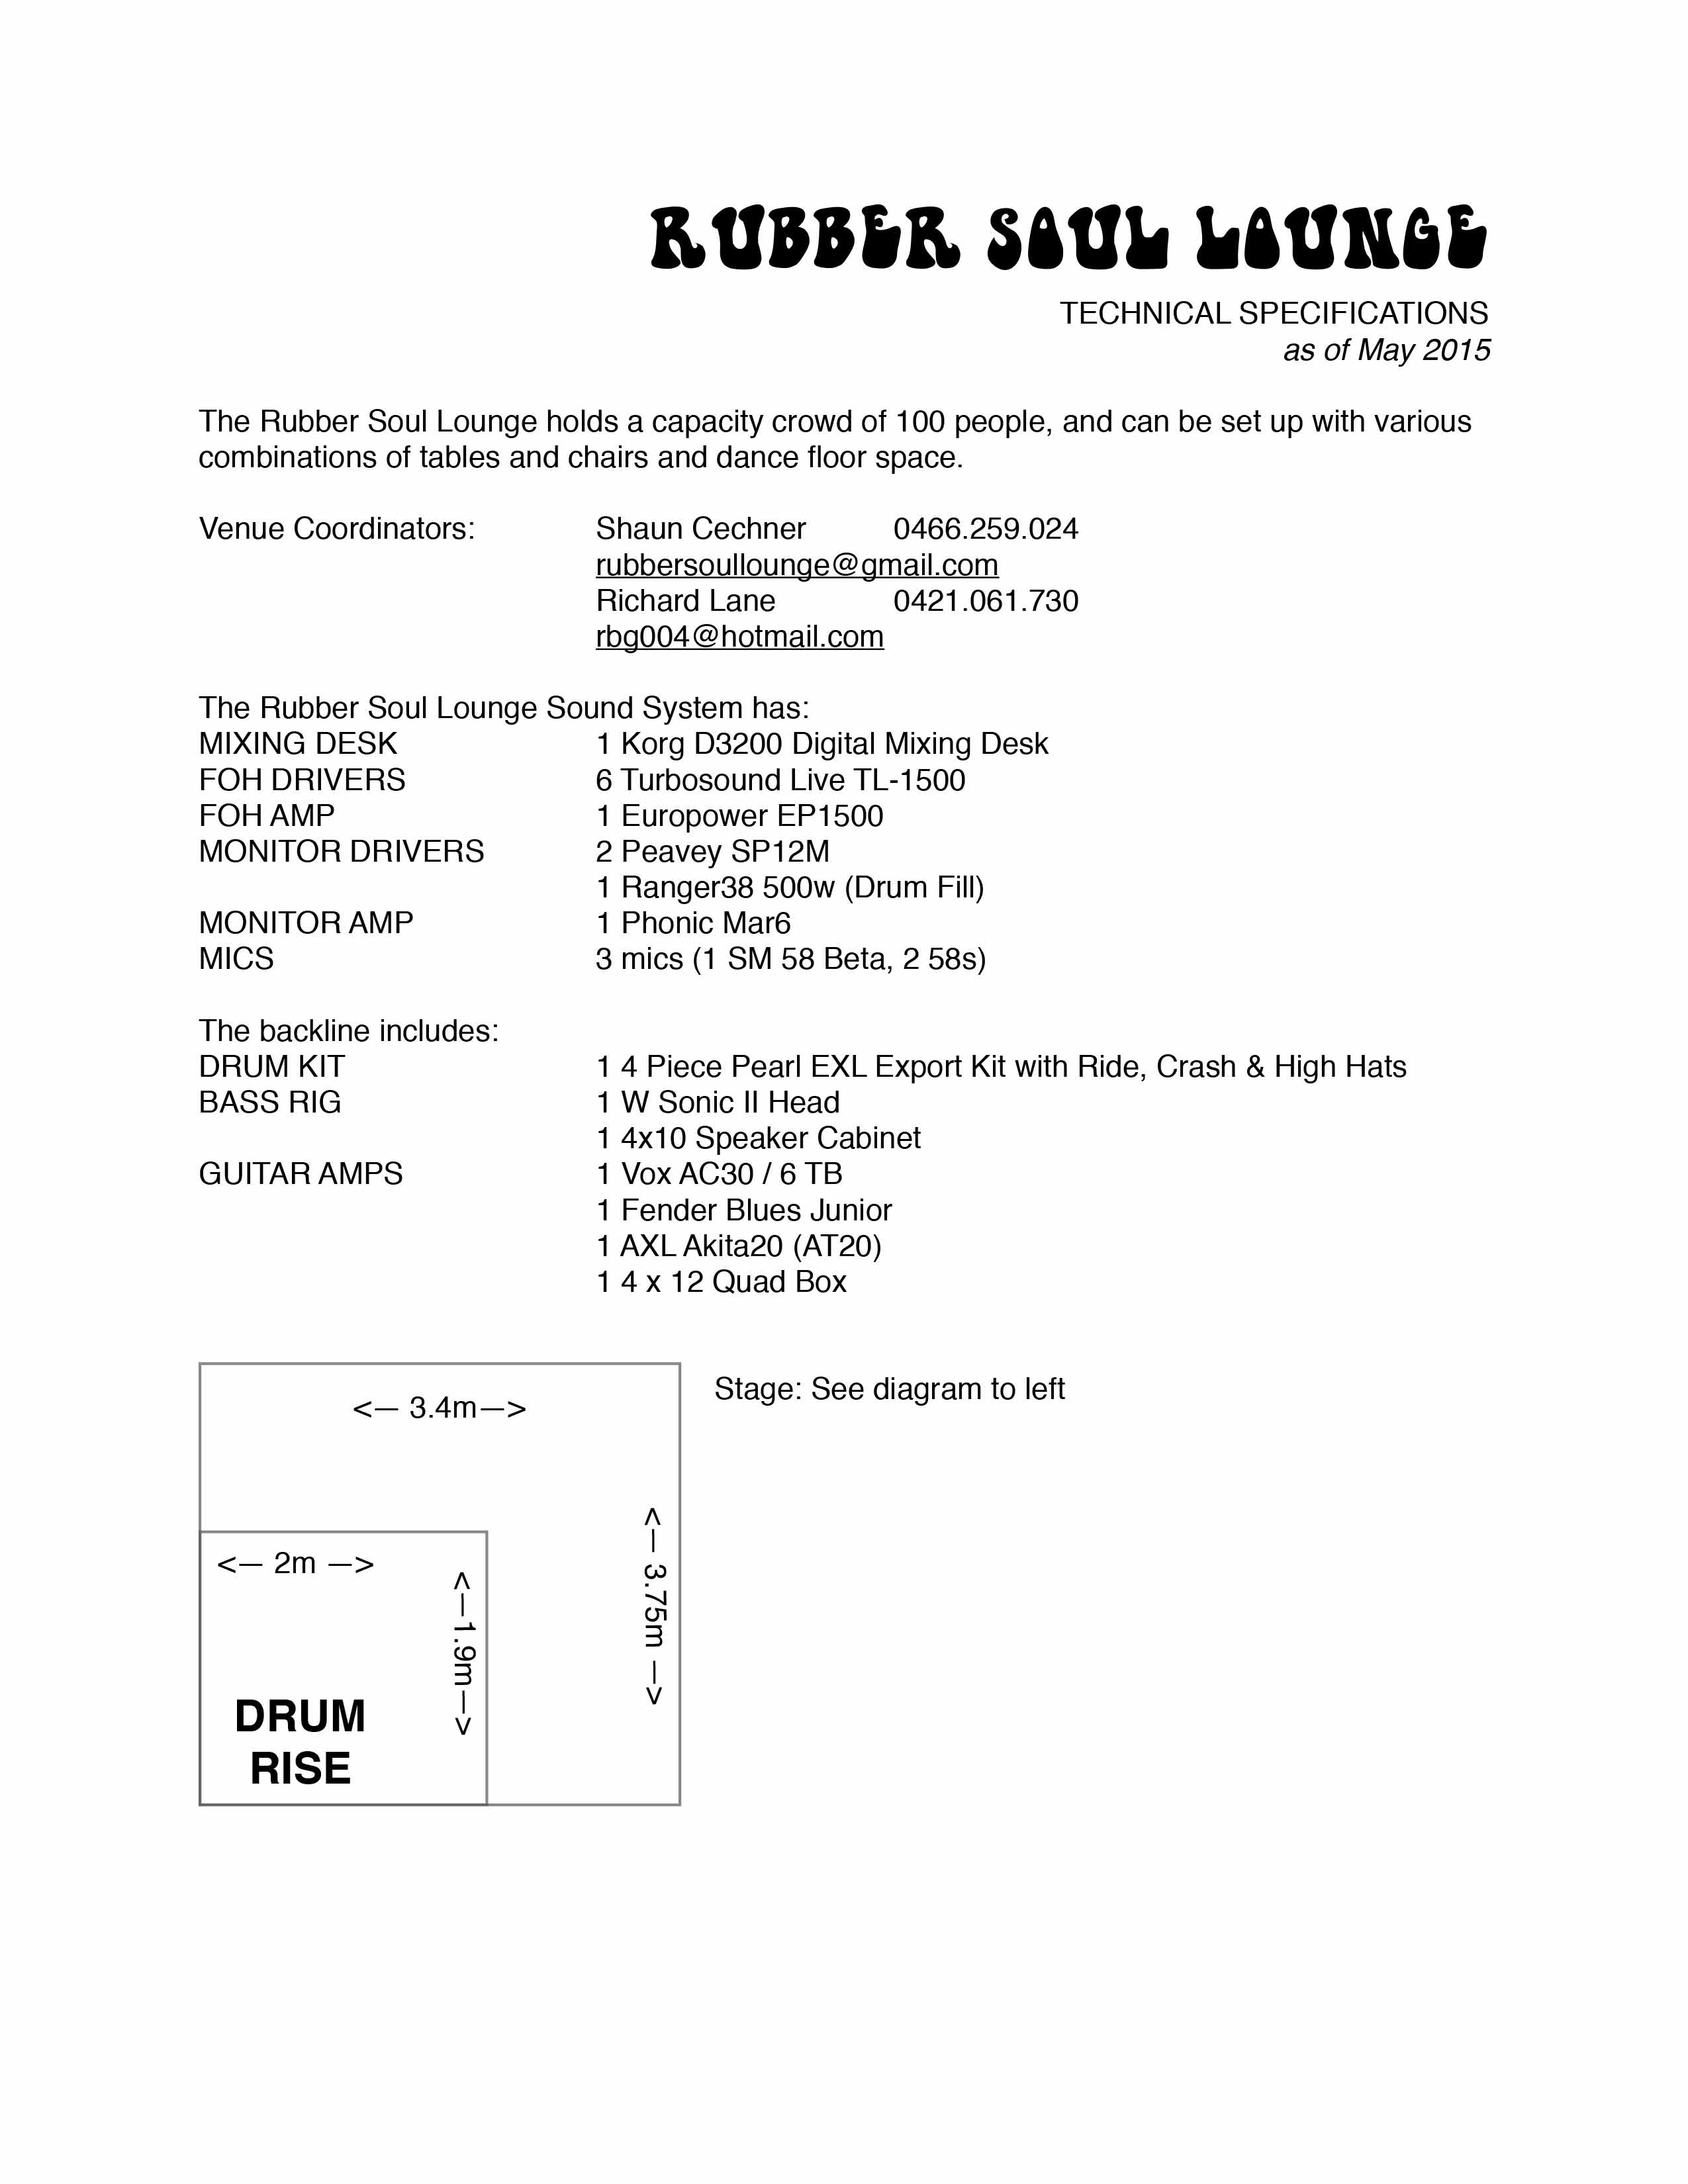 RUBBER SOUL LOUNGE
TECHNICAL SPECIFICATIONS
as of May 2015
The Rubber Soul Lounge holds a capacity crowd of 100 people, and can be set up with various
combinations of tables and chairs and dance floor space.
Venue Coordinators: Shaun Cechner 0466.259.024
rubbersoullounge@gmail.com
Richard Lane 0421.061.730
rbg004@hotmail.com
The Rubber Soul Lounge Sound System has:
MIXING DESK 1 Korg D3200 Digital Mixing Desk
FOH DRIVERS 6 Turbosound Live TL-1500
FOH AMP 1 Europower EP1500
MONITOR DRIVERS 2 Peavey SP12M
1 Ranger38 500w (Drum Fill)
MONITOR AMP 1 Phonic Mar6
MICS 3 mics (1 SM 58 Beta, 2 58s)
The backline includes:
DRUM KIT 1 4 Piece Pearl EXL Export Kit with Ride, Crash & High Hats
BASS RIG 1 W Sonic II Head
1 4x10 Speaker Cabinet
GUITAR AMPS 1 Vox AC30 / 6 TB
1 Fender Blues Junior
1 AXL Akita20 (AT20)
1 4 x 12 Quad Box
Stage: See diagram to left
<— 3.4m—>
<— 3.75m —>
<— 2m —>
<—1.9m—>
DRUM
RISE